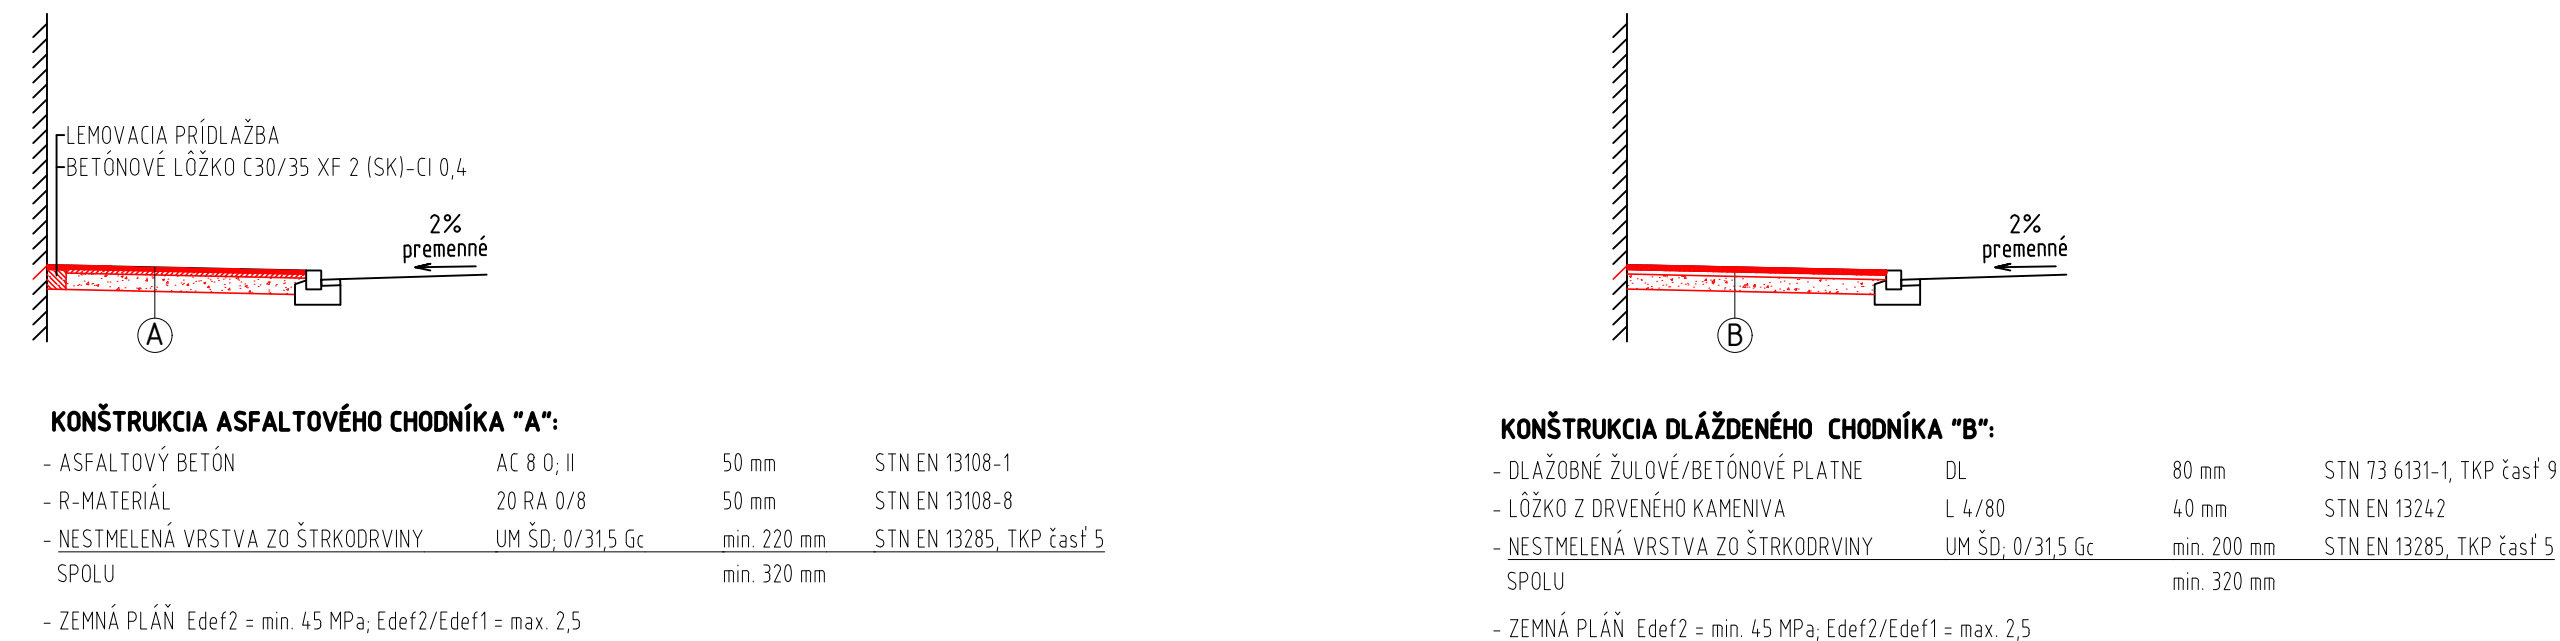 LEMOVACIA PRÍDLAŽBA
BETÓNOVÉ LÔŽKO C30/35 XF 2 (SK)-Cl 0,4
2%
premenné
A
KONŠTRUKCIA ASFALTOVÉHO CHODNÍKA "A":
- ASFALTOVÝ BETÓN AC 8 O; II 50 mm STN EN 13108-1
- R-MATERIÁL 20 RA 0/8 50 mm STN EN 13108-8
- NESTMELENÁ VRSTVA ZO ŠTRKODRVINY UM ŠD; 0/31,5 Gc min. 220 mm STN EN 13285, TKP časť 5
SPOLU min. 320 mm
- ZEMNÁ PLÁŇ Edef2 = min. 45 MPa; Edef2/Edef1 = max. 2,5
2%
premenné
B
KONŠTRUKCIA DLÁŽDENÉHO CHODNÍKA "B":
- DLAŽOBNÉ ŽULOVÉ/BETÓNOVÉ PLATNE DL 80 mm STN 73 6131-1, TKP časť 9
- LÔŽKO Z DRVENÉHO KAMENIVA L 4/80 40 mm STN EN 13242
- NESTMELENÁ VRSTVA ZO ŠTRKODRVINY UM ŠD; 0/31,5 Gc min. 200 mm STN EN 13285, TKP časť 5
SPOLU min. 320 mm
- ZEMNÁ PLÁŇ Edef2 = min. 45 MPa; Edef2/Edef1 = max. 2,5